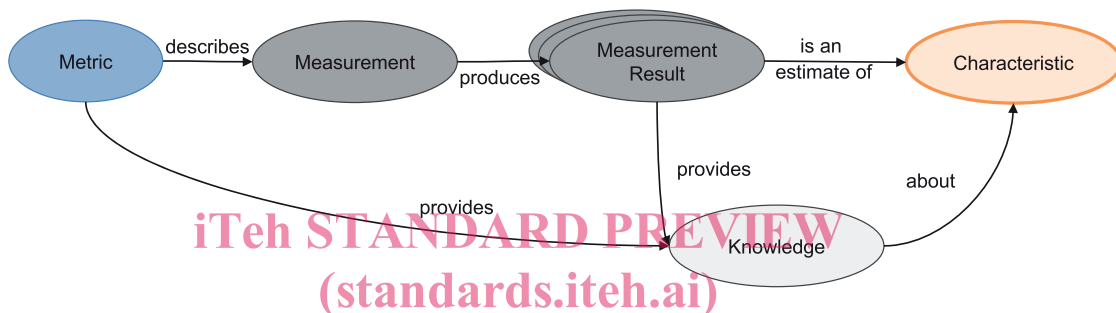 Metric
describes
Measurement
produces
Measurement
Result
is an
estimate of
Characteristic
provides
provides
about
Knowledge
iTeh STANDARD PREVIEW
(standards.iteh.ai)